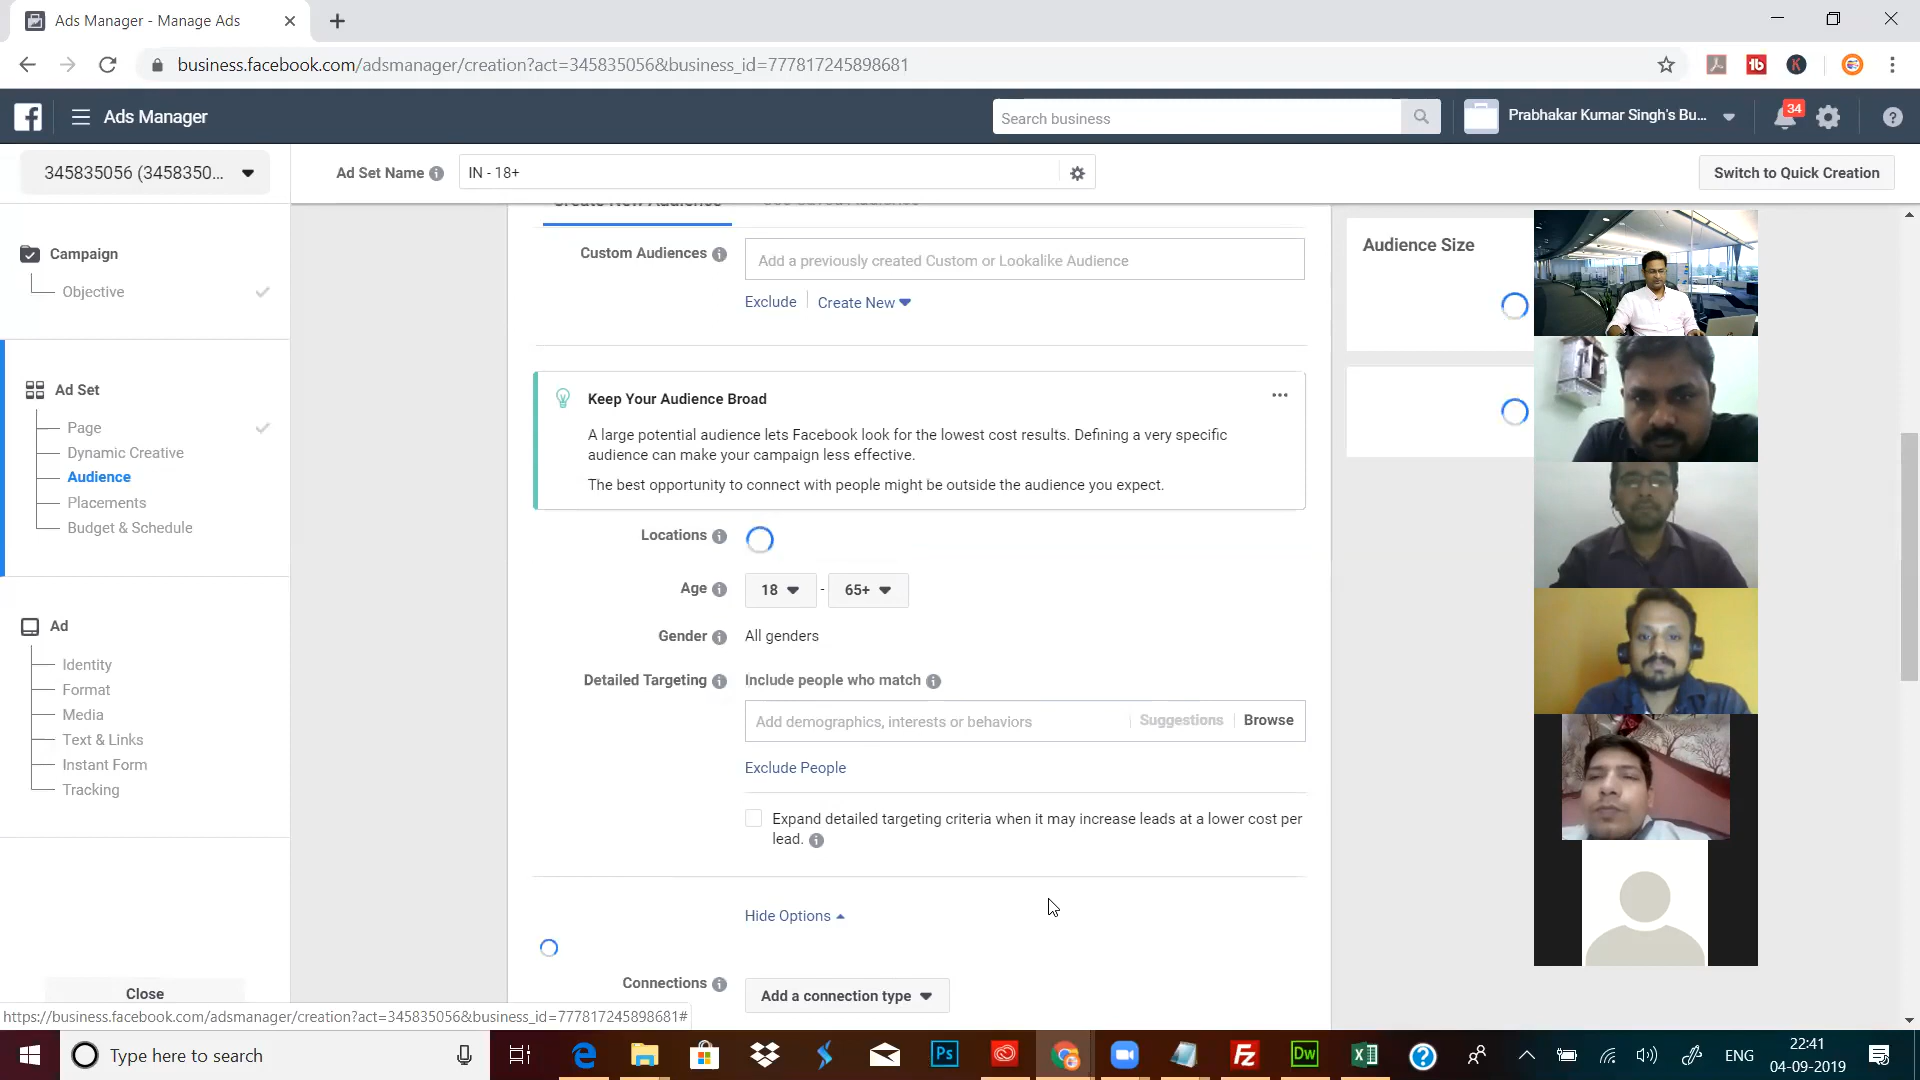 Ads Manager - Manage Ads
business.facebook.com/adsmanager/creation?act=345835056&business_id=777817245898681
Ads Manager
Search business
Prabhakar Kumar Singh's Bu...
34
345835056 (3458350...
Ad Set Name
IN - 18+
Switch to Quick Creation
Campaign
Objective
Ad Set
Page
Dynamic Creative
Audience
Placements
Budget & Schedule
Ad
Identity
Format
Media
Text & Links
Instant Form
Tracking
Close
Create New Audience
Custom Audiences
Add a previously created Custom or Lookalike Audience
Exclude
Create New
Keep Your Audience Broad
A large potential audience lets Facebook look for the lowest cost results. Defining a very specific
audience can make your campaign less effective.
The best opportunity to connect with people might be outside the audience you expect.
Locations
Age
18
-
65+
Gender
All genders
Detailed Targeting
Include people who match
Add demographics, interests or behaviors
Suggestions
Browse
Exclude People
Expand detailed targeting criteria when it may increase leads at a lower cost per
lead.
Hide Options
Connections
Add a connection type
Audience Size
https://business.facebook.com/adsmanager/creation?act=345835056&business_id=777817245898681#
Type here to search
Ps
Fz
Dw
ENG
22:41
04-09-2019